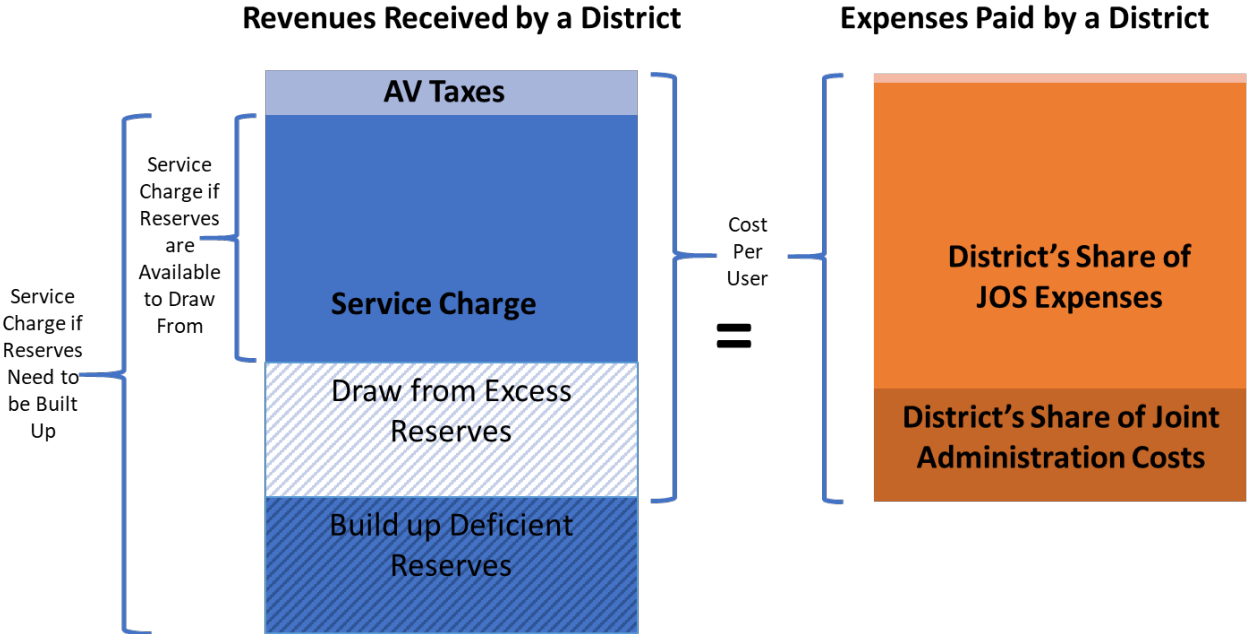 Revenues Received by a District
Expenses Paid by a District
AV Taxes
Service
Charge if
Reserves
are
Available
to Draw
From
Service
Charge if
Reserves
Need to
be Built
Up
Service Charge
Draw from Excess
Reserves
Build up Deficient
Reserves
Cost
Per
User
=
District’s Share of
JOS Expenses
District’s Share of Joint
Administration Costs